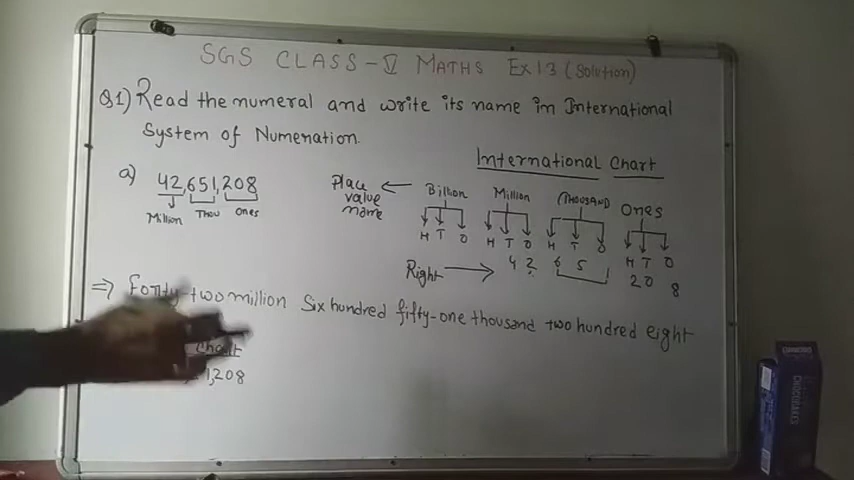 SGS CLASS-V MATHS Ex 13 (Solution)
Q1) Read the numeral and write its name in International
System of Numenation.
International Chart
a) 42,651,208
Million Thou Ones
Place value name
Billion Million THOUSAND Ones
H T O H T O H T O H T O
Right 4 2 6 5 1 2 0 8
⇒ Forty-two million Six hundred fifty-one thousand two hundred eight
Chart
1,208